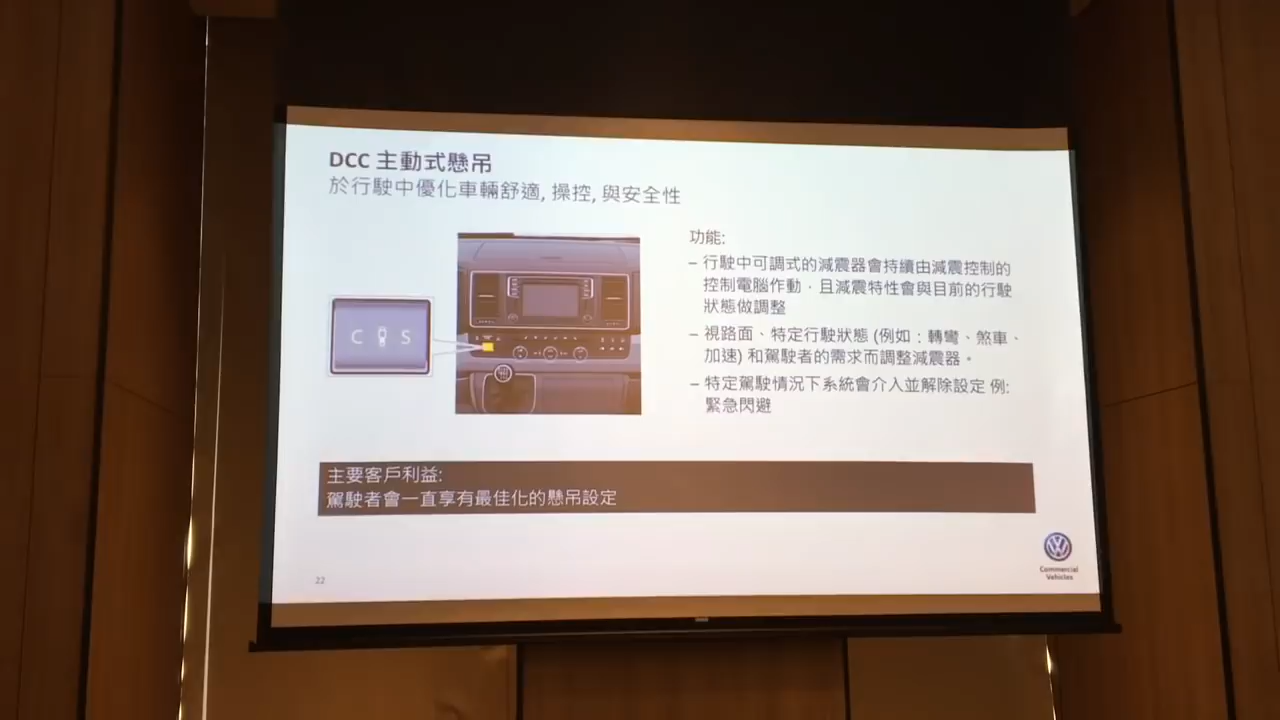 DCC 主動式懸吊
於行駛中優化車輛舒適, 操控, 與安全性
功能:
– 行駛中可調式的減震器會持續由減震控制的
控制電腦作動，且減震特性會與目前的行駛
狀態做調整
– 視路面、特定行駛狀態 (例如：轉彎、煞車、
加速) 和駕駛者的需求而調整減震器。
– 特定駕駛情況下系統會介入並解除設定 例:
緊急閃避
C S
主要客戶利益:
駕駛者會一直享有最佳化的懸吊設定
22
Commercial
Vehicles